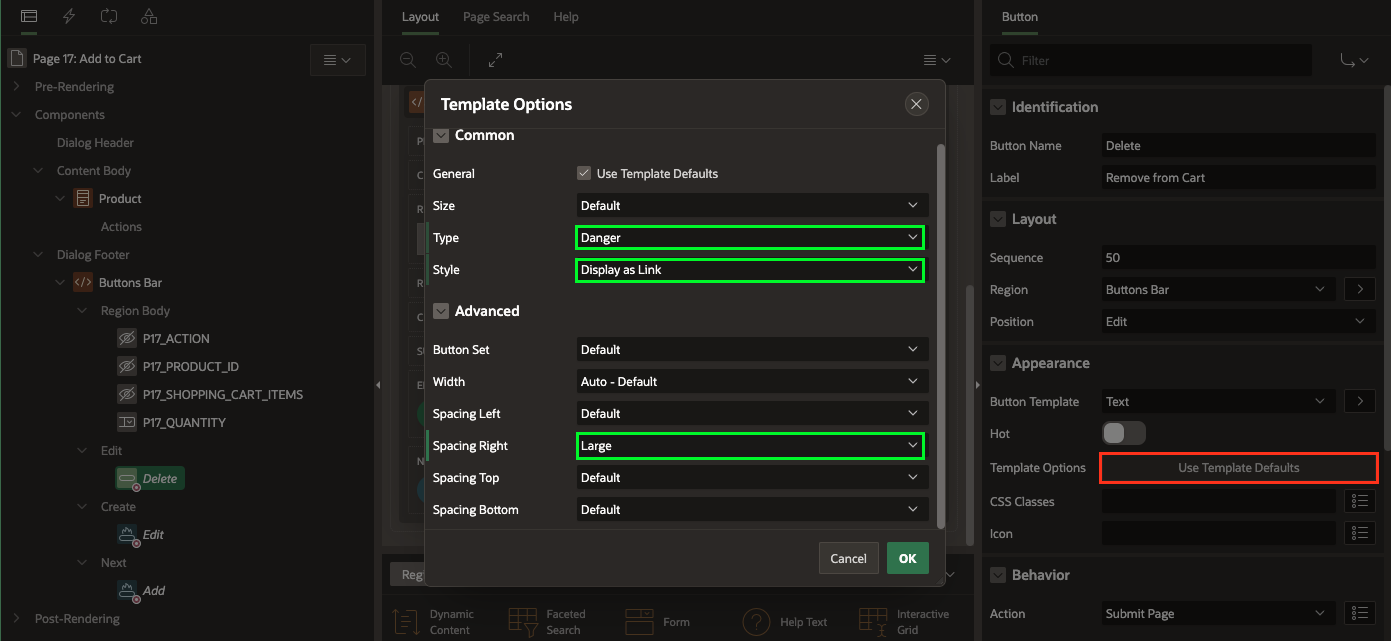 Page 17: Add to Cart
Pre-Rendering
Components
Dialog Header
Content Body
Product
Actions
Dialog Footer
Buttons Bar
Region Body
P17_ACTION
P17_PRODUCT_ID
P17_SHOPPING_CART_ITEMS
P17_QUANTITY
Edit
Delete
Create
Edit
Next
Add
Post-Rendering
Layout Page Search Help
Template Options
Common
General Use Template Defaults
Size Default
Type Danger
Style Display as Link
Advanced
Button Set Default
Width Auto - Default
Spacing Left Default
Spacing Right Large
Spacing Top Default
Spacing Bottom Default
Cancel OK
Dynamic
Content
Faceted
Search
Form
Help Text
Interactive
Grid
Button
Filter
Identification
Button Name Delete
Label Remove from Cart
Layout
Sequence 50
Region Buttons Bar
Position Edit
Appearance
Button Template Text
Hot
Template Options Use Template Defaults
CSS Classes
Icon
Behavior
Action Submit Page